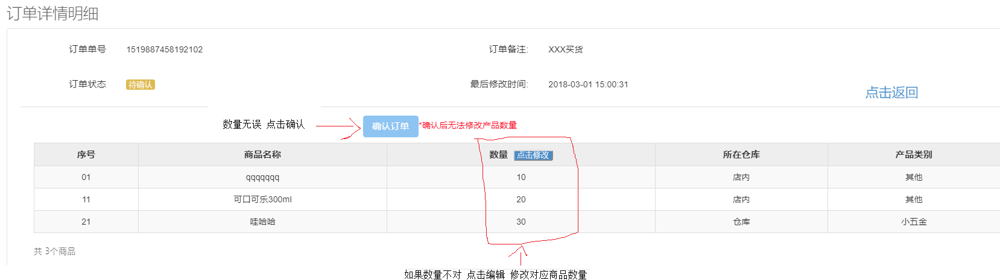 订单详情明细
订单单号 1519887458192102 订单备注: XXX买货
订单状态 待确认 最后修改时间: 2018-03-01 15:00:31
点击返回
数量无误 点击确认 确认订单 *确认后无法修改产品数量
序号 商品名称 数量 点击修改 所在仓库 产品类别
01 qqqqqqq 10 店内 其他
11 可口可乐300ml 20 店内 其他
21 哇哈哈 30 仓库 小五金
共 3个商品
如果数量不对 点击编辑 修改对应商品数量